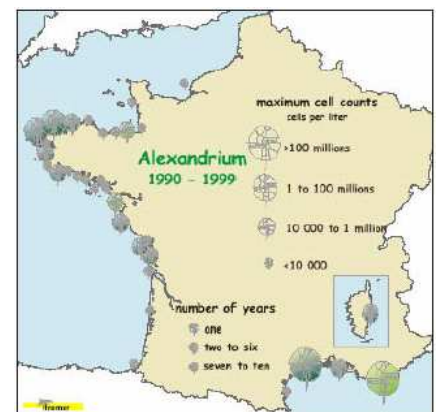 maximum cell counts
cells per liter
Alexandrium
1990 - 1999
>100 millions
1 to 100 millions
10 000 to 1 million
<10 000
number of years
one
two to six
seven to ten
Ifremer